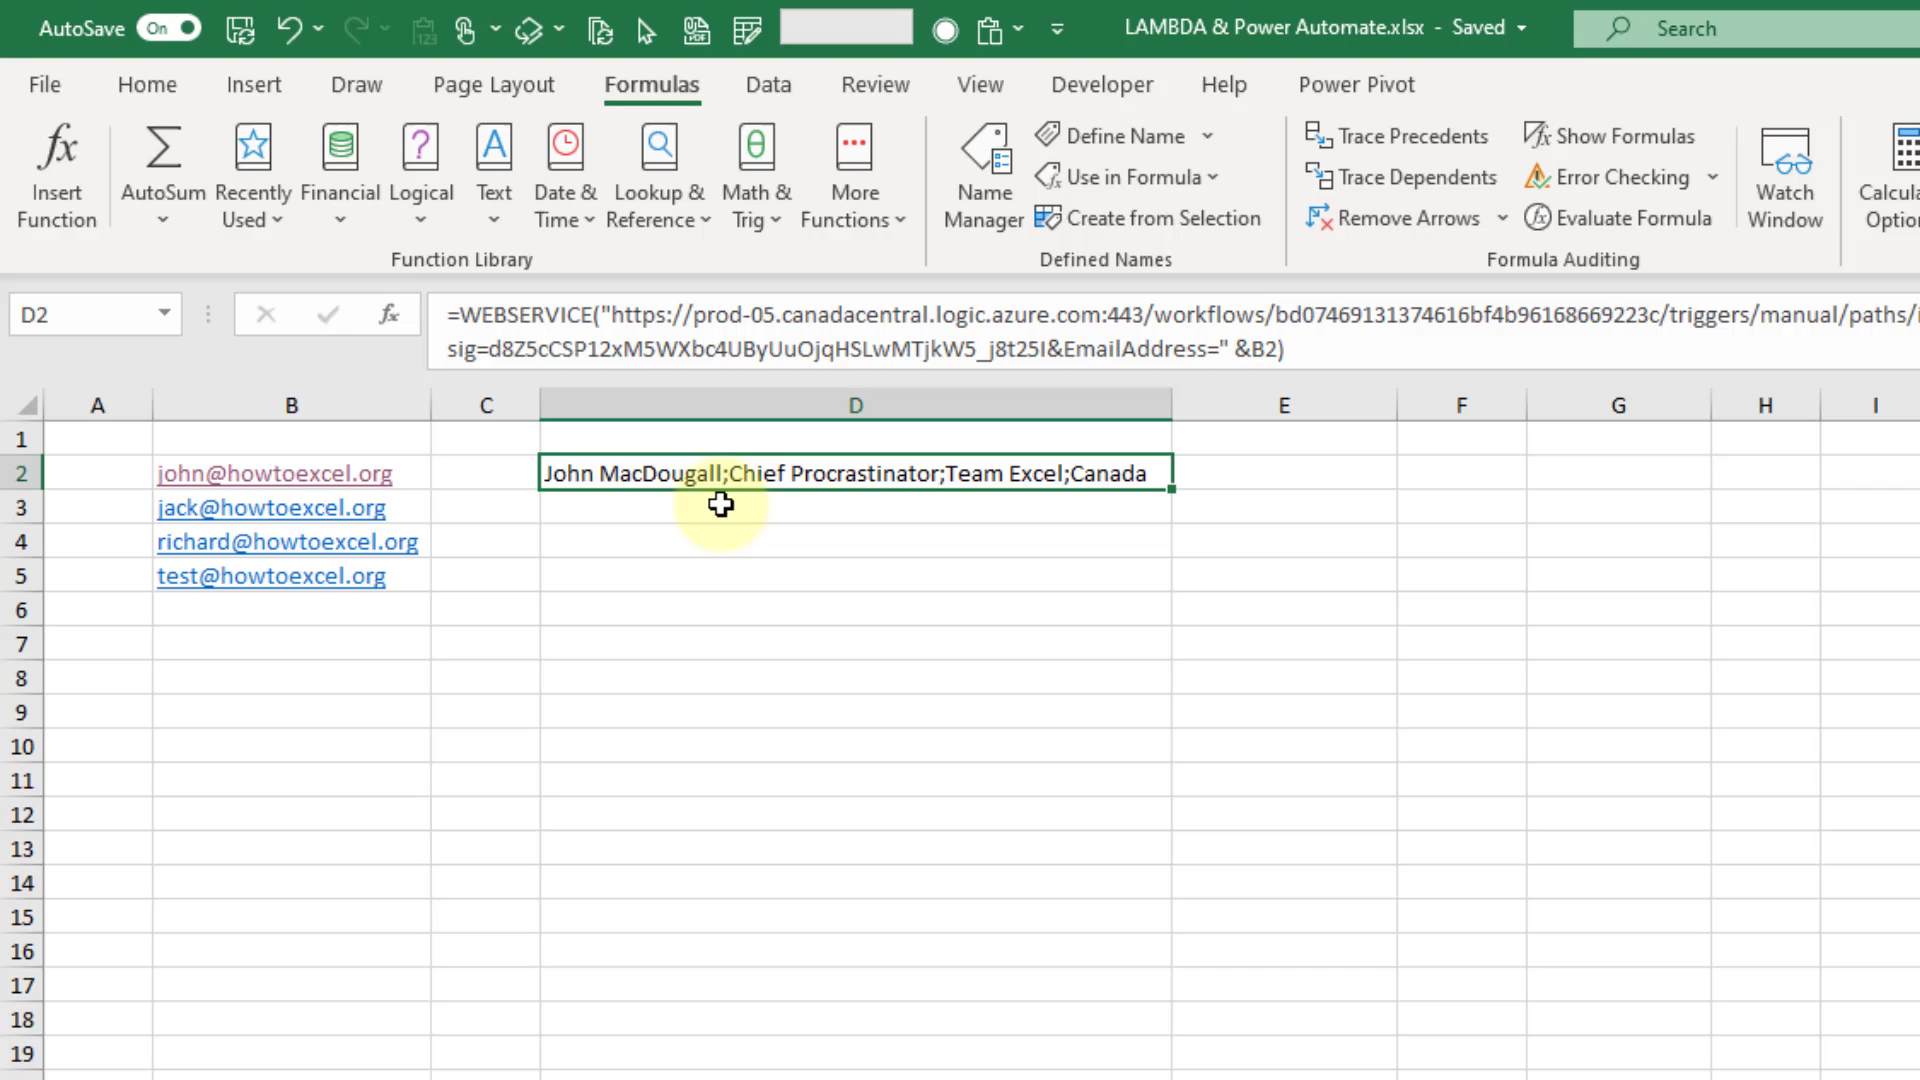 AutoSave On LAMBDA & Power Automate.xlsx - Saved Search
File Home Insert Draw Page Layout Formulas Data Review View Developer Help Power Pivot
Insert Function
AutoSum
Recently Used
Financial
Logical
Text
Date & Time
Lookup & Reference
Math & Trig
More Functions
Function Library
Name Manager
Define Name
Use in Formula
Create from Selection
Defined Names
Trace Precedents
Trace Dependents
Remove Arrows
Show Formulas
Error Checking
Evaluate Formula
Formula Auditing
Watch Window
D2
fx
=WEBSERVICE("https://prod-05.canadacentral.logic.azure.com:443/workflows/bd07469131374616bf4b96168669223c/triggers/manual/paths/
sig=d8Z5cCSP12xM5WXbc4UByUuOjqHSLwMTjkW5_j8t25I&EmailAddress=" &B2)
A B C D E F G H I
1
2 john@howtoexcel.org John MacDougall;Chief Procrastinator;Team Excel;Canada
3 jack@howtoexcel.org
4 richard@howtoexcel.org
5 test@howtoexcel.org
6
7
8
9
10
11
12
13
14
15
16
17
18
19